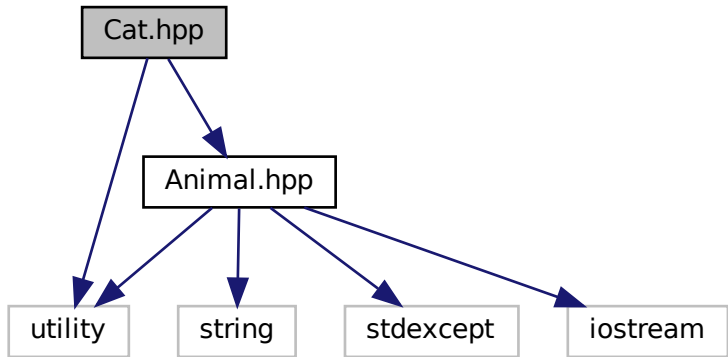 Cat.hpp
Animal.hpp
utility
string
stdexcept
iostream